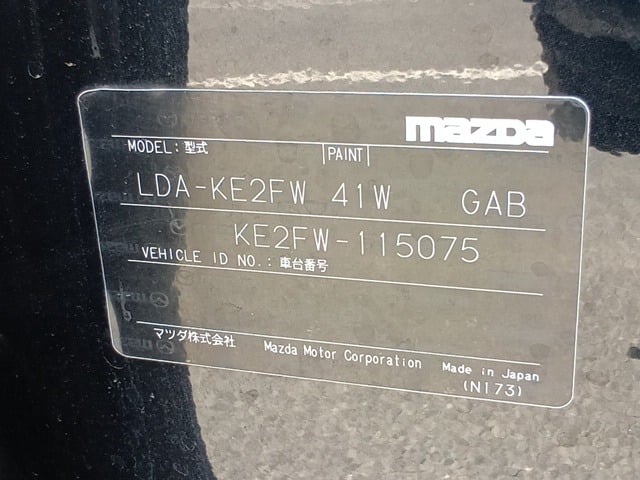 mazda
MODEL: 型式 PAINT
LDA-KE2FW 41W GAB
KE2FW-115075
VEHICLE ID NO.: 車台番号
マツダ株式会社 Mazda Motor Corporation Made in Japan
(N173)